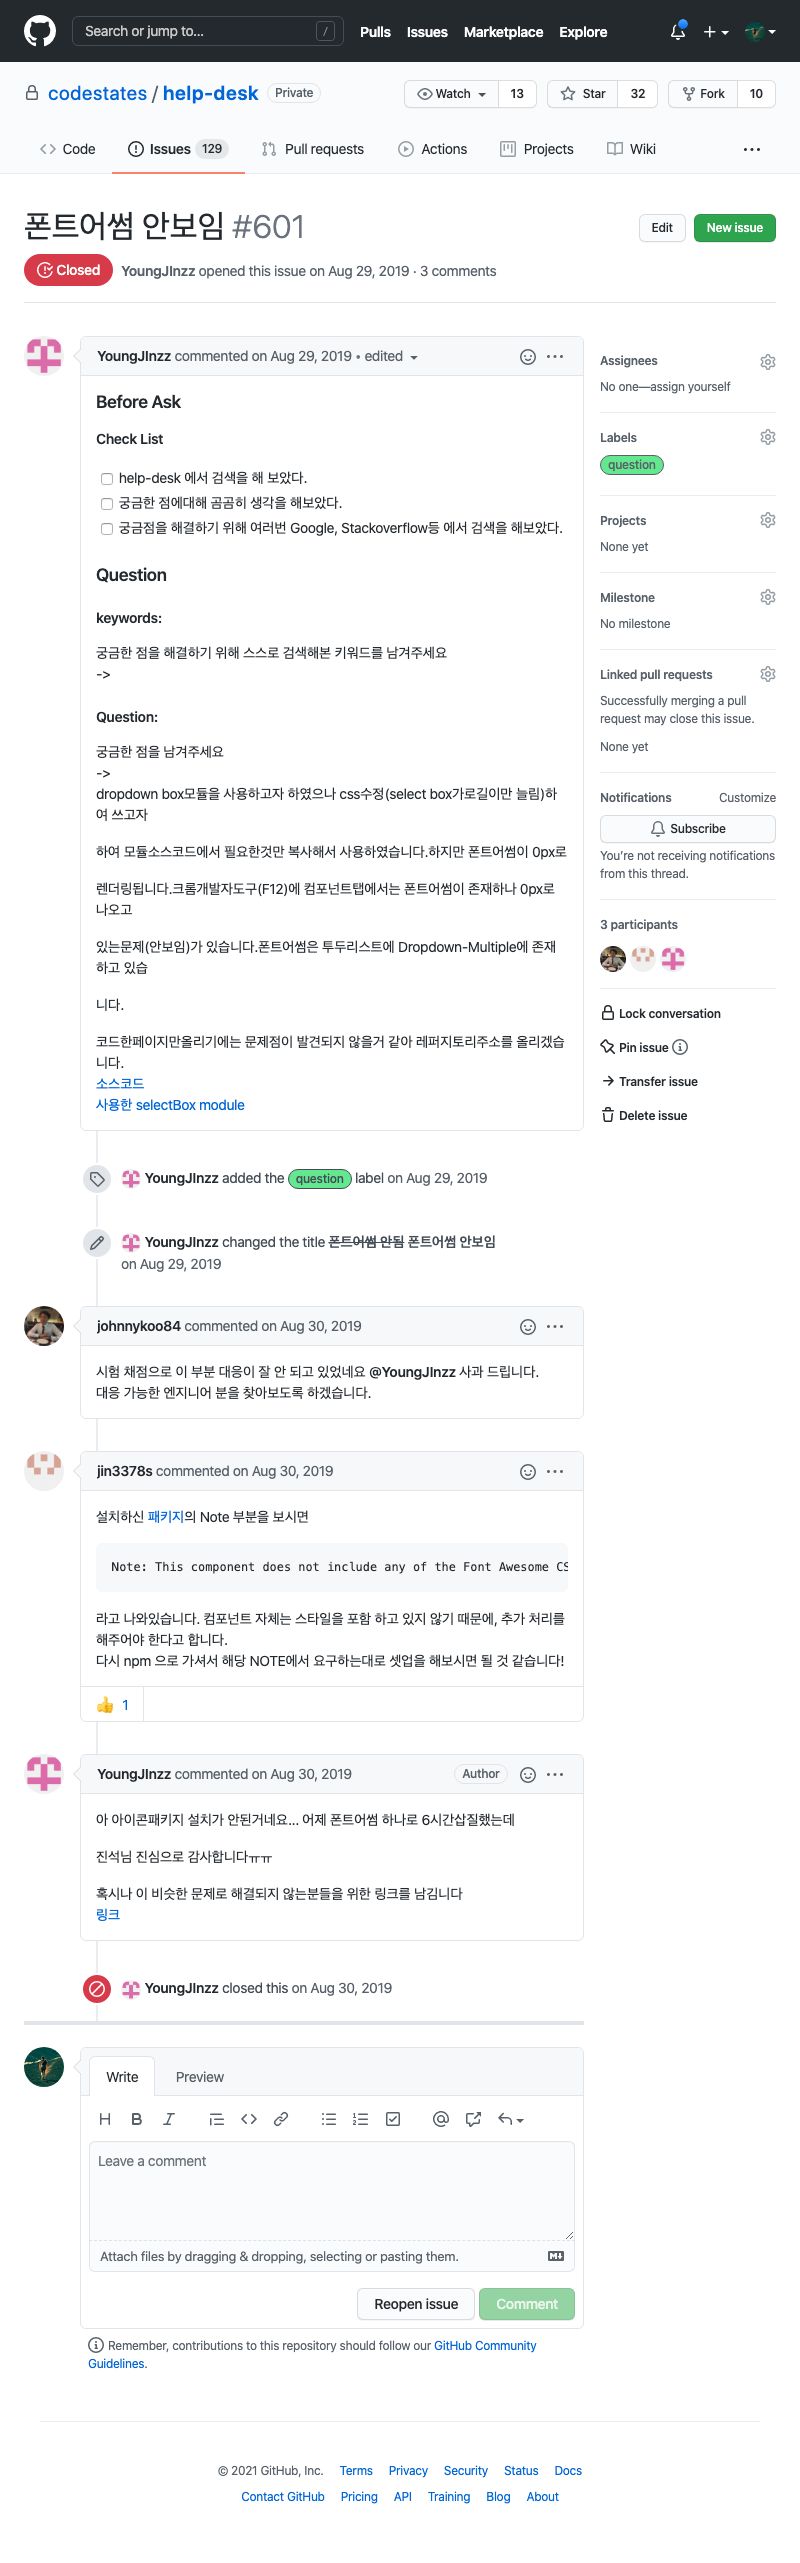 Search or jump to...
/
Pulls
Issues
Marketplace
Explore
codestates / help-desk
Private
Watch
13
Star
32
Fork
10
Code
Issues 129
Pull requests
Actions
Projects
Wiki
폰트어썸 안보임 #601
Edit
New issue
Closed
YoungJInzz opened this issue on Aug 29, 2019 · 3 comments
YoungJInzz commented on Aug 29, 2019 • edited
Before Ask
Check List
help-desk 에서 검색을 해 보았다.
궁금한 점에대해 곰곰히 생각을 해보았다.
궁금점을 해결하기 위해 여러번 Google, Stackoverflow등 에서 검색을 해보았다.
Question
keywords:
궁금한 점을 해결하기 위해 스스로 검색해본 키워드를 남겨주세요
->
Question:
궁금한 점을 남겨주세요
->
dropdown box모듈을 사용하고자 하였으나 css수정(select box가로길이만 늘림)하
여 쓰고자
하여 모듈소스코드에서 필요한것만 복사해서 사용하였습니다.하지만 폰트어썸이 0px로
렌더링됩니다.크롬개발자도구(F12)에 컴포넌트탭에서는 폰트어썸이 존재하나 0px로
나오고
있는문제(안보임)가 있습니다.폰트어썸은 투두리스트에 Dropdown-Multiple에 존재
하고 있습
니다.
코드한페이지만올리기에는 문제점이 발견되지 않을거 같아 레퍼지토리주소를 올리겠습
니다.
소스코드
사용한 selectBox module
Assignees
No one—assign yourself
Labels
question
Projects
None yet
Milestone
No milestone
Linked pull requests
Successfully merging a pull
request may close this issue.
None yet
Notifications
Customize
Subscribe
You're not receiving notifications
from this thread.
3 participants
Lock conversation
Pin issue
Transfer issue
Delete issue
YoungJInzz added the question label on Aug 29, 2019
YoungJInzz changed the title 폰트어썸 안됨 폰트어썸 안보임
on Aug 29, 2019
johnnykoo84 commented on Aug 30, 2019
시험 채점으로 이 부분 대응이 잘 안 되고 있었네요 @YoungJInzz 사과 드립니다.
대응 가능한 엔지니어 분을 찾아보도록 하겠습니다.
jin3378s commented on Aug 30, 2019
설치하신 패키지의 Note 부분을 보시면
Note: This component does not include any of the Font Awesome CS
라고 나와있습니다. 컴포넌트 자체는 스타일을 포함 하고 있지 않기 때문에, 추가 처리를
해주어야 한다고 합니다.
다시 npm 으로 가셔서 해당 NOTE에서 요구하는대로 셋업을 해보시면 될 것 같습니다!
👍 1
YoungJInzz commented on Aug 30, 2019
Author
아 아이콘패키지 설치가 안된거네요... 어제 폰트어썸 하나로 6시간삽질했는데
진석님 진심으로 감사합니다ㅠㅠ
혹시나 이 비슷한 문제로 해결되지 않는분들을 위한 링크를 남깁니다
링크
YoungJInzz closed this on Aug 30, 2019
Write
Preview
Leave a comment
Attach files by dragging & dropping, selecting or pasting them.
Reopen issue
Comment
Remember, contributions to this repository should follow our GitHub Community
Guidelines.
© 2021 GitHub, Inc.
Terms
Privacy
Security
Status
Docs
Contact GitHub
Pricing
API
Training
Blog
About